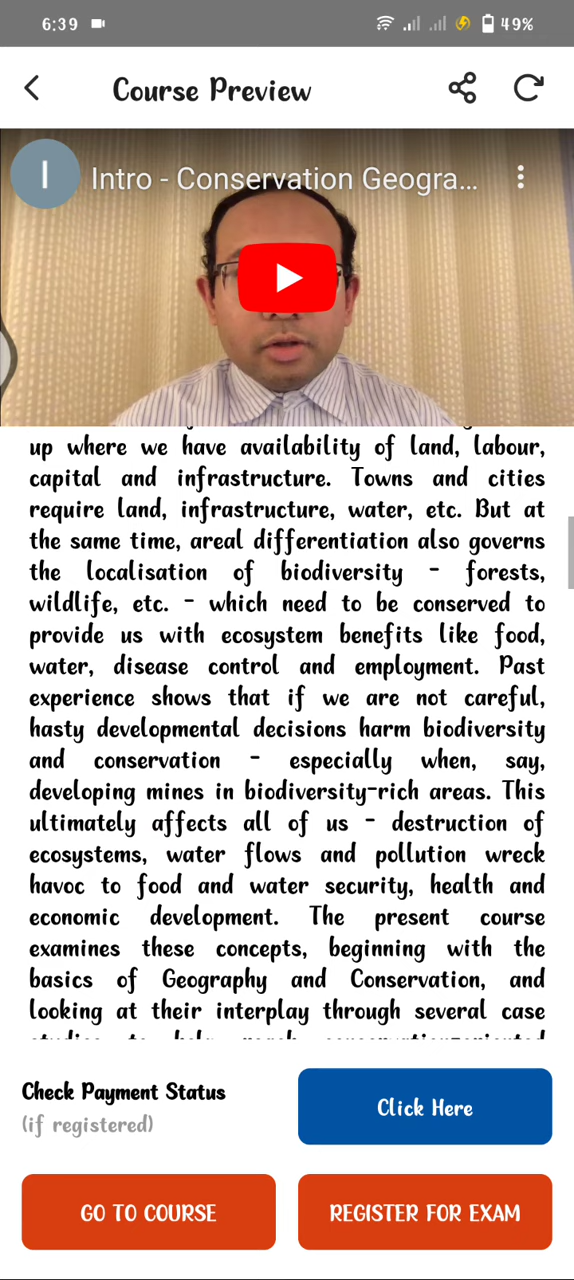 6:39
49%
Course Preview
I
Intro - Conservation Geogra...
up where we have availability of land, labour,
capital and infrastructure. Towns and cities
require land, infrastructure, water, etc. But at
the same time, areal differentiation also governs
the localisation of biodiversity - forests,
wildlife, etc. - which need to be conserved to
provide us with ecosystem benefits like food,
water, disease control and employment. Past
experience shows that if we are not careful,
hasty developmental decisions harm biodiversity
and conservation - especially when, say,
developing mines in biodiversity-rich areas. This
ultimately affects all of us - destruction of
ecosystems, water flows and pollution wreck
havoc to food and water security, health and
economic development. The present course
examines these concepts, beginning with the
basics of Geography and Conservation, and
looking at their interplay through several case
studies to help reach conservation-oriented
Check Payment Status
(if registered)
Click Here
GO TO COURSE
REGISTER FOR EXAM